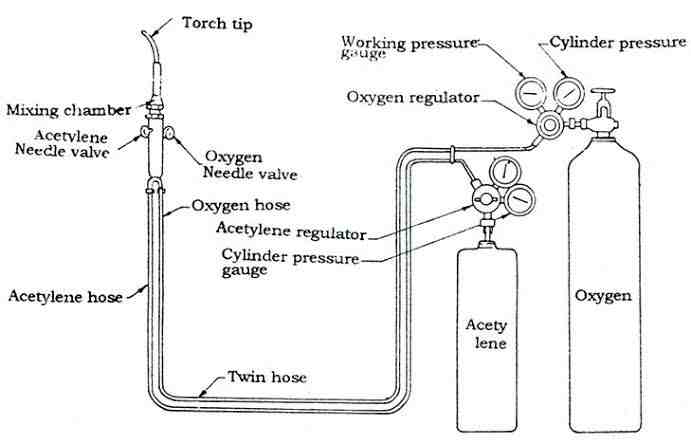 Torch tip
Working pressure
gauge
Cylinder pressure
Oxygen regulator
Mixing chamber
Acetylene
Needle valve
Oxygen
Needle valve
Oxygen hose
Acetylene regulator
Cylinder pressure
gauge
Acetylene hose
Oxygen
Acety
lene
Twin hose